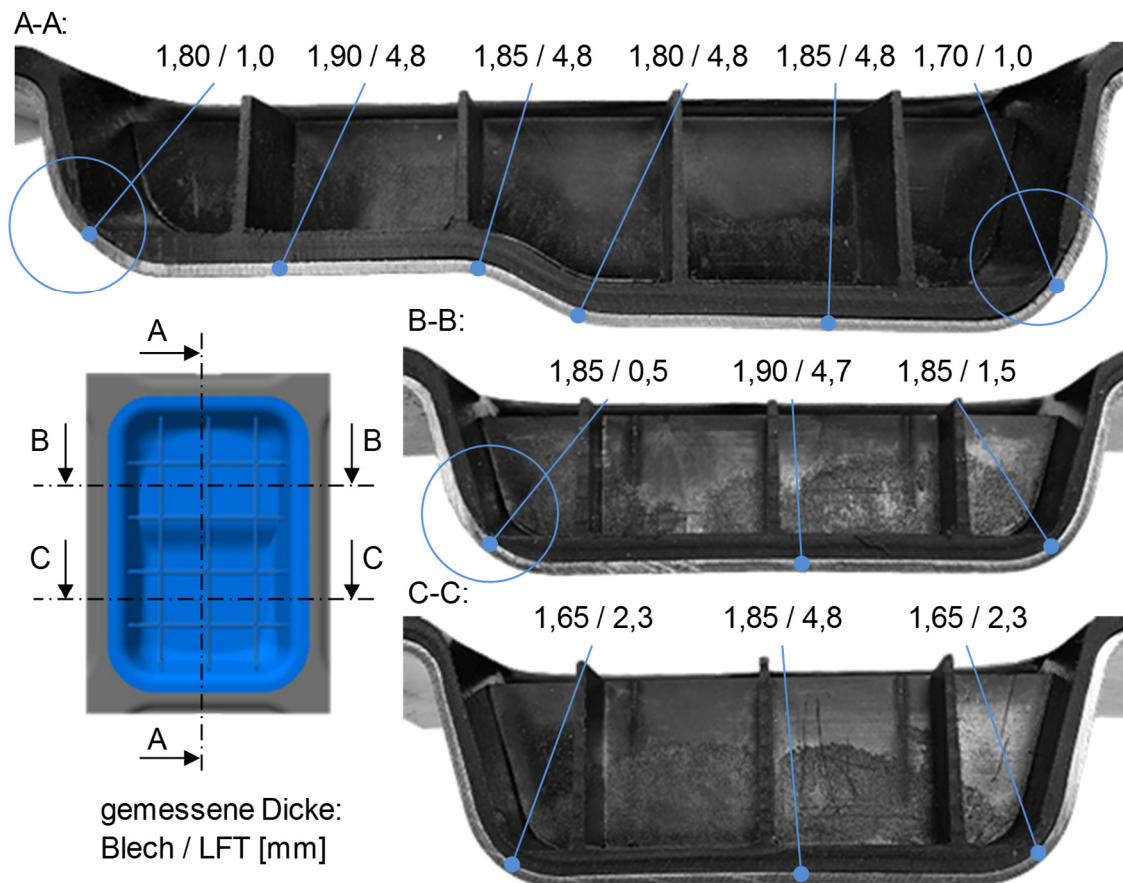 A-A:
1,80 / 1,0 1,90 / 4,8 1,85 / 4,8 1,80 / 4,8 1,85 / 4,8 1,70 / 1,0
B-B:
1,85 / 0,5 1,90 / 4,7 1,85 / 1,5
A
B B
C C
A
C-C:
1,65 / 2,3 1,85 / 4,8 1,65 / 2,3
gemessene Dicke:
Blech / LFT [mm]